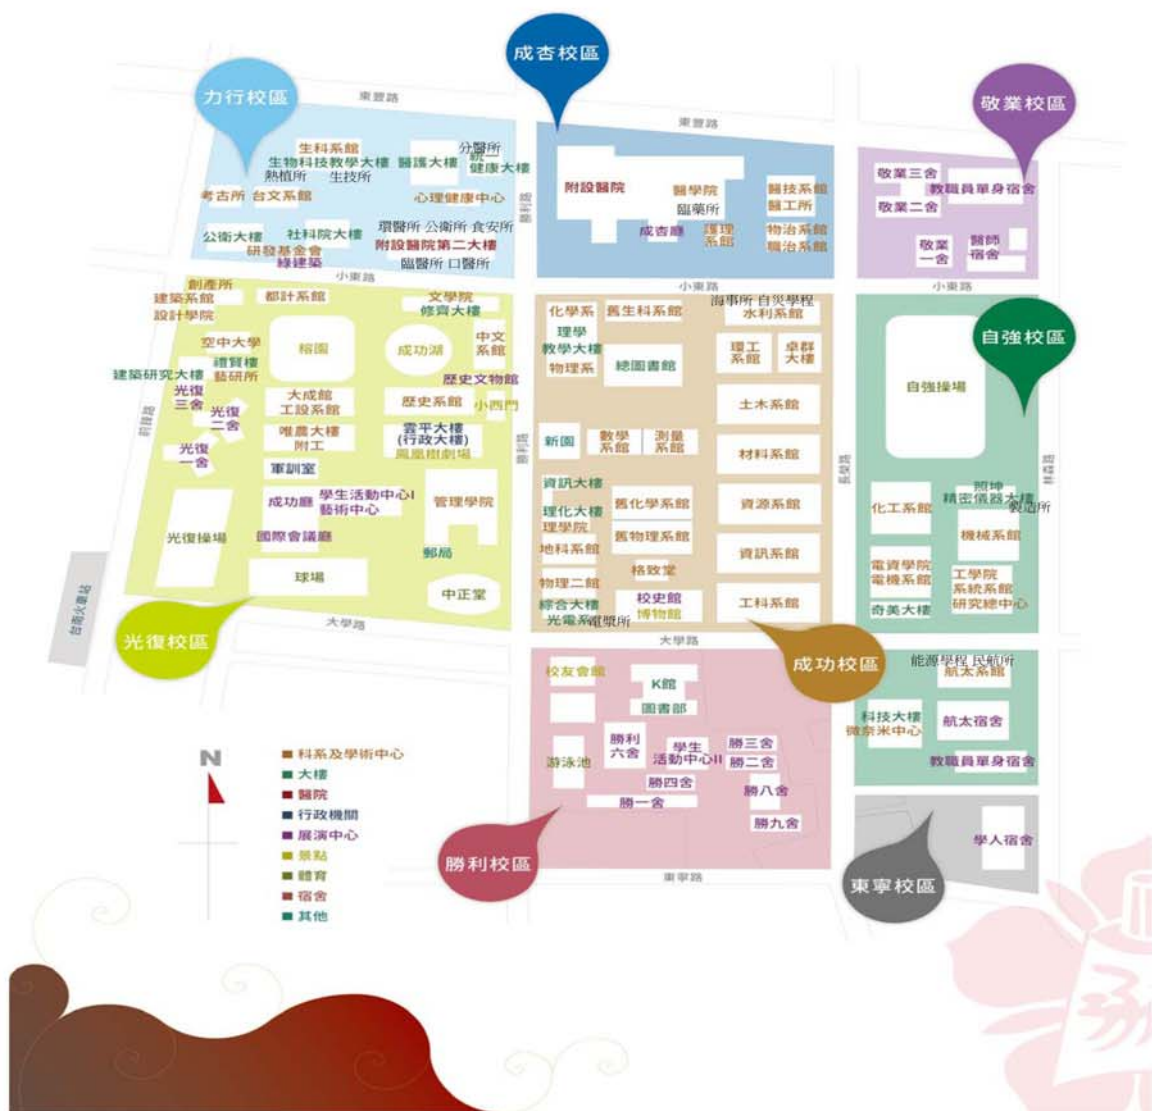 成杏校區
力行校區
敬業校區
東豐路
東豐路
生科系館
生物科技教學大樓
熱植所
生技所
醫護大樓
分醫所
統一
健康大樓
考古所
台文系館
心理健康中心
公衛大樓
社科院大樓
環醫所 公衛所 食安所
研發基金會
綠建築
附設醫院第二大樓
臨醫所 口醫所
勝利路
附設醫院
醫學院
臨藥所
成杏廳
護理
系館
醫技系館
醫工所
物治系館
職治系館
敬業三舍
敬業二舍
教職員單身宿舍
敬業
一舍
醫師
宿舍
小東路
小東路
小東路
創產所
建築系館
設計學院
都計系館
文學院
修齊大樓
空中大學
榕園
成功湖
中文
系館
禮賢樓
建築研究大樓
藝研所
歷史文物館
光復
三舍
大成館
工設系館
歷史系館
小西門
光復
二舍
唯農大樓
附工
雲平大樓
(行政大樓)
鳳凰樹劇場
光復
一舍
軍訓室
成功廳
學生活動中心I
藝術中心
管理學院
光復操場
國際會議廳
郵局
球場
中正堂
前鋒路
台南火車站
光復校區
大學路
勝利路
化學系
舊生科系館
海事所 自災學程
水利系館
理學
教學大樓
物理系
總圖書館
環工
系館
卓群
大樓
土木系館
新園
數學
系館
測量
系館
材料系館
資訊大樓
理化大樓
理學院
舊化學系館
資源系館
地科系館
舊物理系館
資訊系館
物理二館
格致堂
綜合大樓
光電系
電漿所
校史館
博物館
工科系館
大學路
成功校區
長榮路
自強校區
自強操場
林森路
照坤
精密儀器大樓
製造所
化工系館
機械系館
電資學院
電機系館
工學院
系統系
研究總中心
奇美大樓
能源學程 民航所
航太系館
科技大樓
微奈米中心
航太宿舍
教職員單身宿舍
校友會館
K館
圖書部
游泳池
勝利
六舍
學生
活動中心II
勝三舍
勝二舍
勝四舍
勝一舍
勝八舍
勝九舍
勝利校區
東寧路
東寧校區
學人宿舍
N
科系及學術中心
大樓
醫院
行政機關
展演中心
景點
體育
宿舍
其他